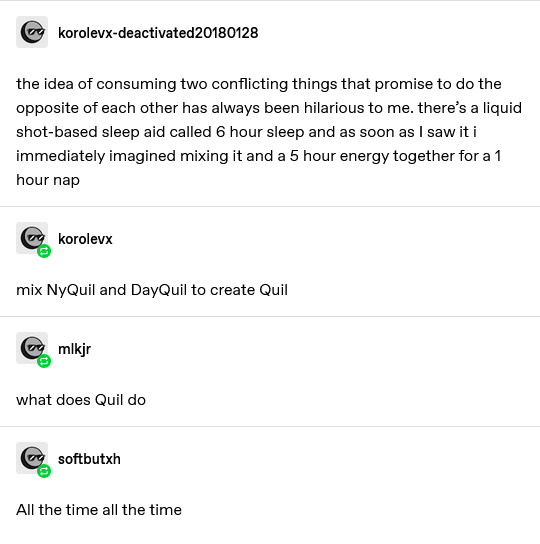 korolevx-deactivated20180128
the idea of consuming two conflicting things that promise to do the
opposite of each other has always been hilarious to me. there’s a liquid
shot-based sleep aid called 6 hour sleep and as soon as I saw it i
immediately imagined mixing it and a 5 hour energy together for a 1
hour nap
korolevx
mix NyQuil and DayQuil to create Quil
mlkjr
what does Quil do
softbutxh
All the time all the time